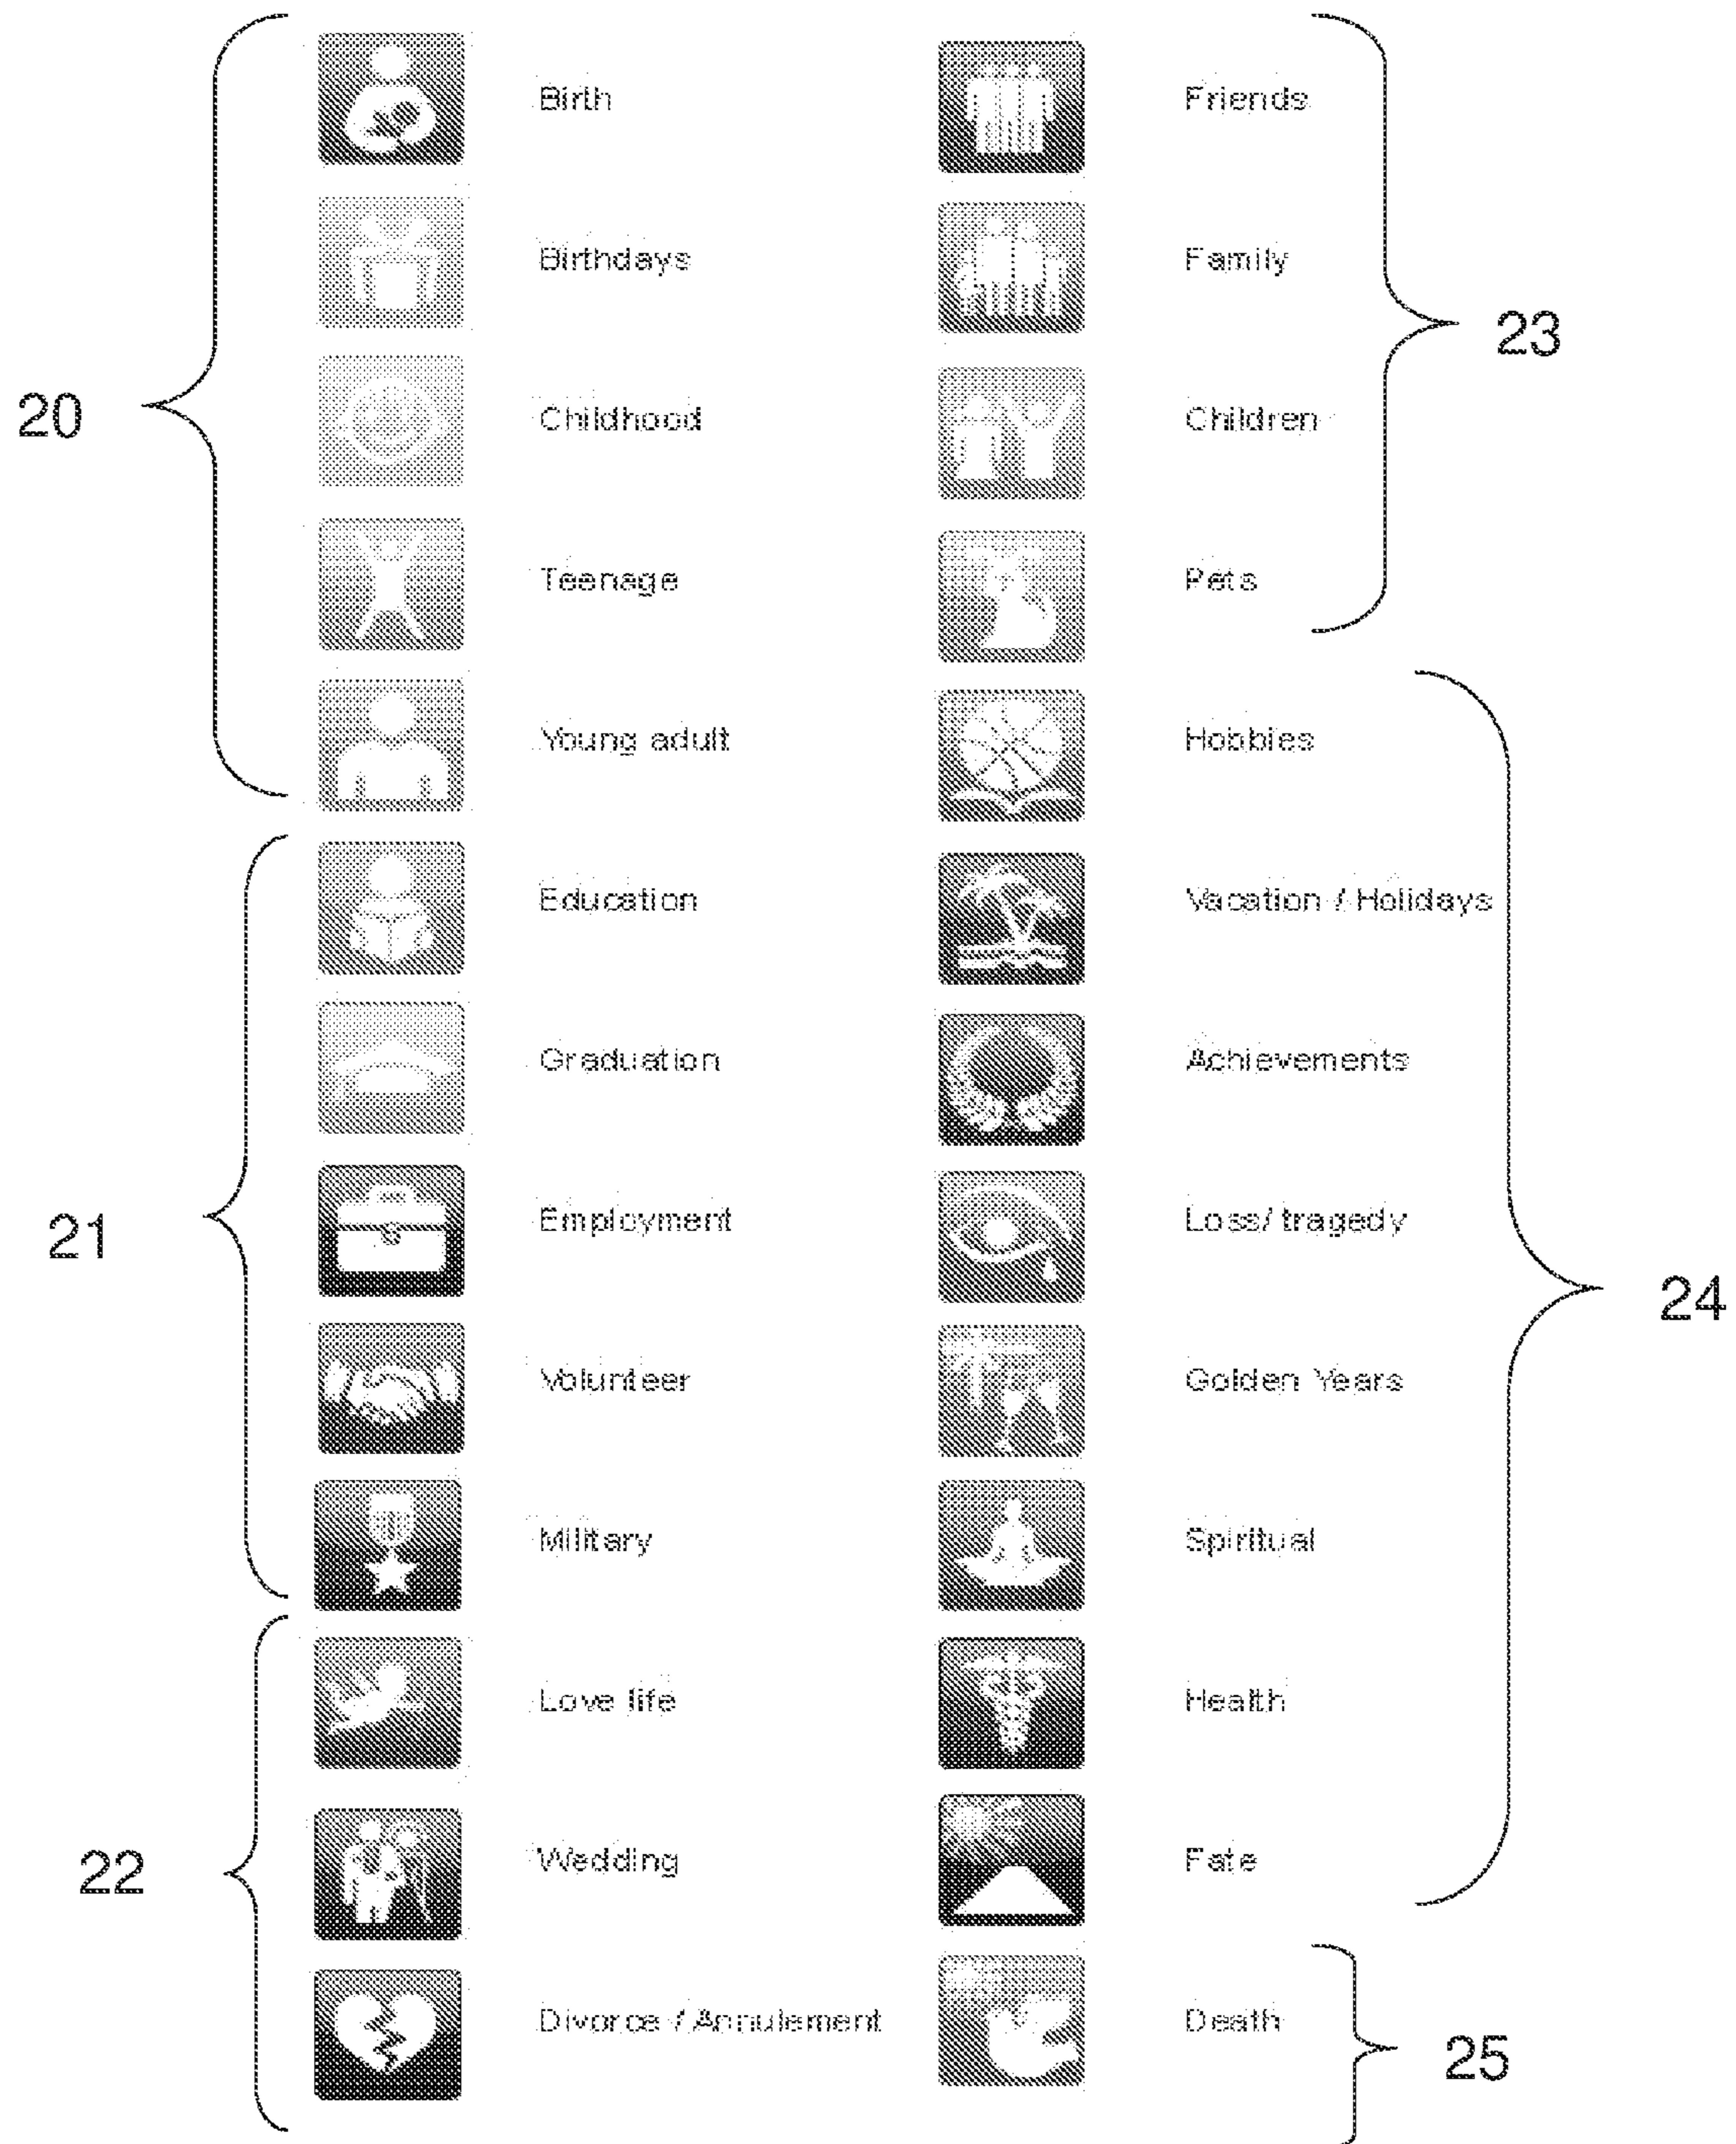 20
Birth
Birthdays
Childhood
Teenage
Young adult
21
Education
Graduation
Employment
Volunteer
Military
22
Love life
Wedding
Divorce / Annulement
Friends
Family
Children
Pets
23
Hobbies
Vacation / Holidays
Achievements
Loss/ tragedy
Golden Years
Spiritual
Health
Fate
24
Death
25